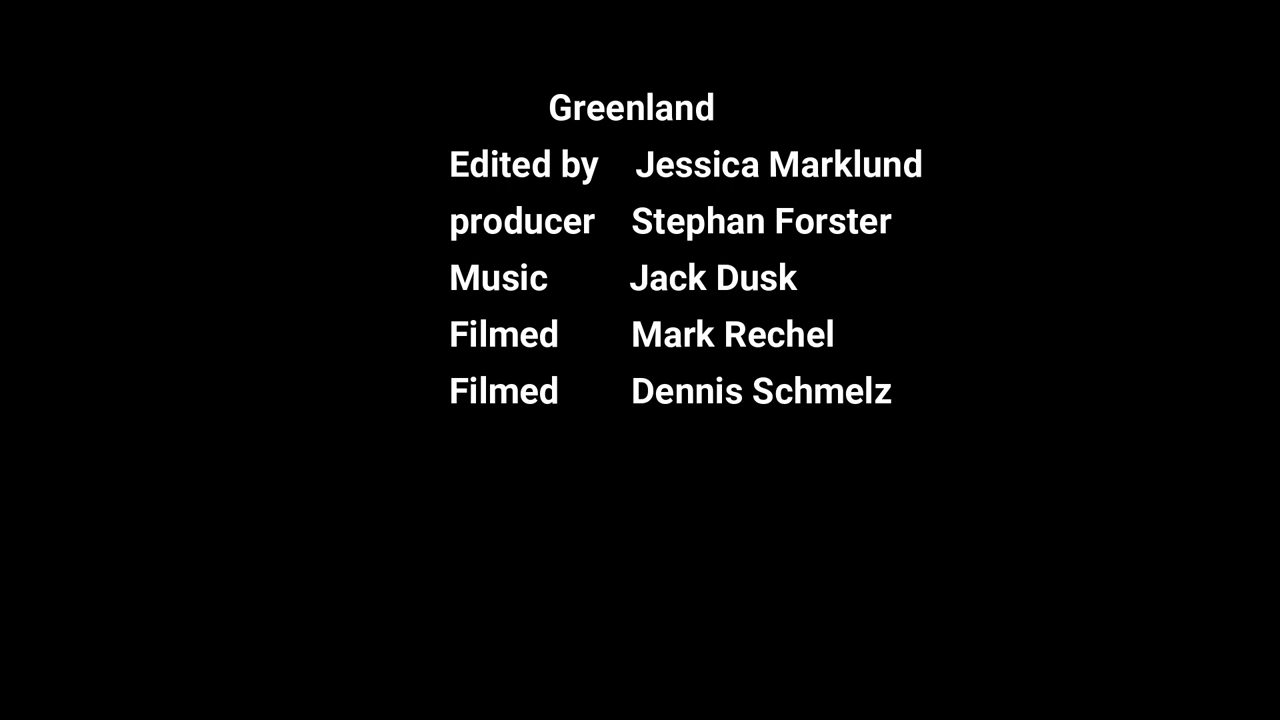 Greenland
Edited by Jessica Marklund
producer Stephan Forster
Music Jack Dusk
Filmed Mark Rechel
Filmed Dennis Schmelz